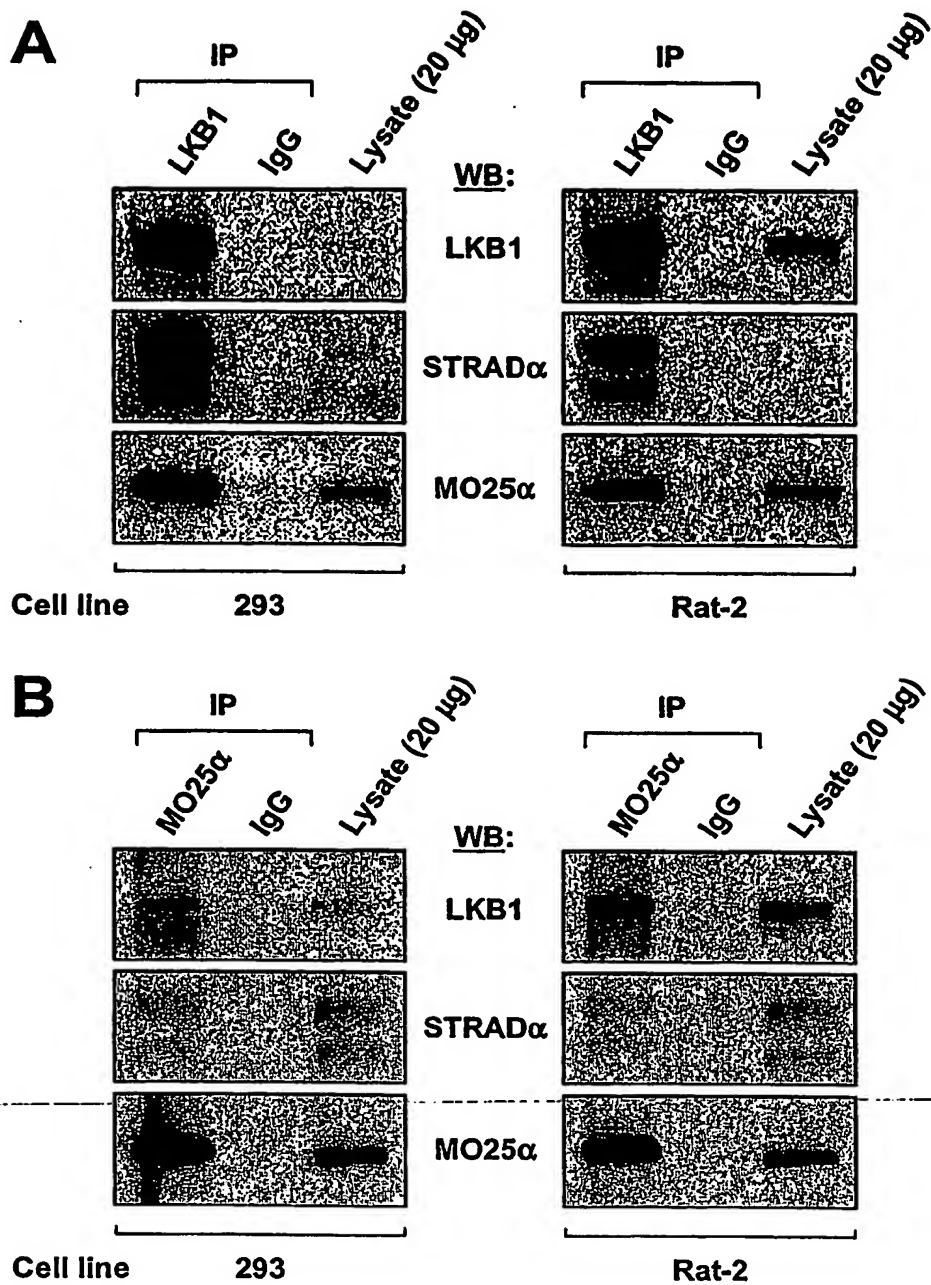 A
IP
IP
LKB1
IgG
Lysate (20 µg)
LKB1
IgG
Lysate (20 µg)
WB:
LKB1
STRADα
MO25α
Cell line
293
Rat-2
B
IP
IP
MO25α
IgG
Lysate (20 µg)
MO25α
IgG
Lysate (20 µg)
WB:
LKB1
STRADα
MO25α
Cell line
293
Rat-2